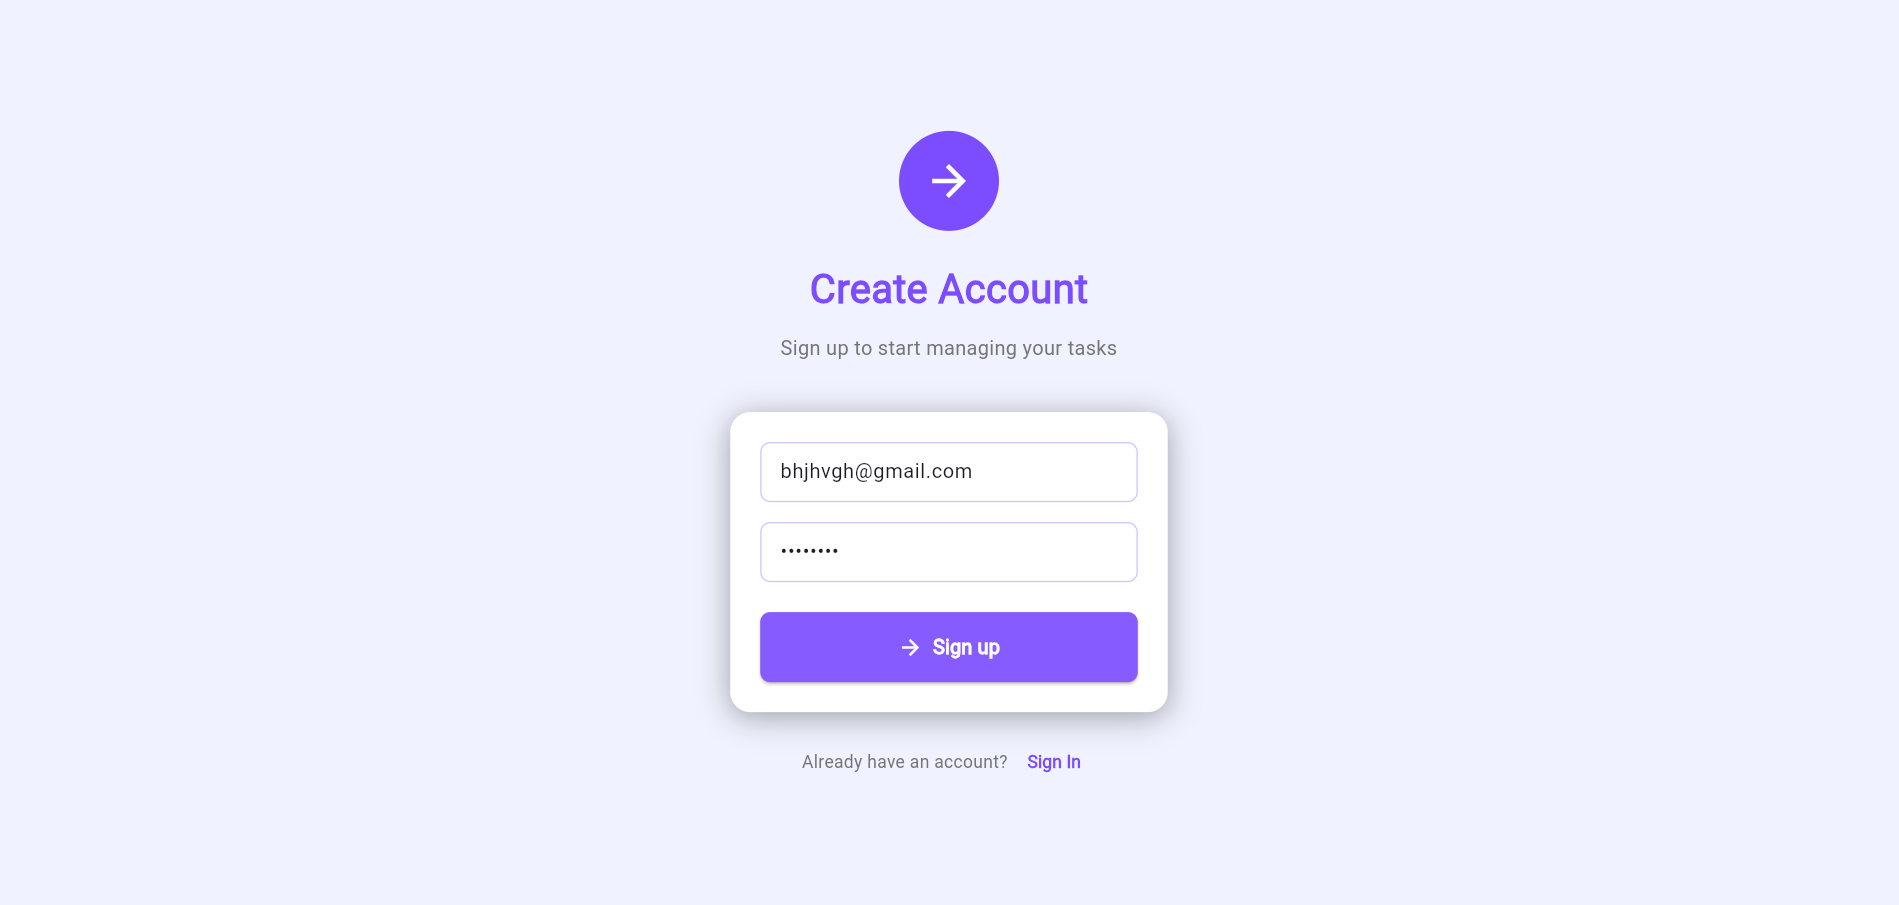 Create Account
Sign up to start managing your tasks
bhjhvgh@gmail.com
••••••••
Sign up
Already have an account? Sign In